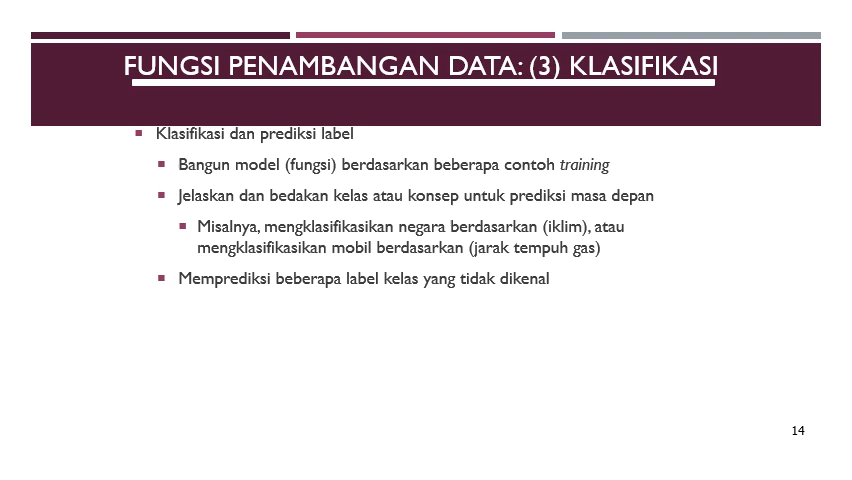 FUNGSI PENAMBANGAN DATA: (3) KLASIFIKASI
Klasifikasi dan prediksi label
Bangun model (fungsi) berdasarkan beberapa contoh training
Jelaskan dan bedakan kelas atau konsep untuk prediksi masa depan
Misalnya, mengklasifikasikan negara berdasarkan (iklim), atau
mengklasifikasikan mobil berdasarkan (jarak tempuh gas)
Memprediksi beberapa label kelas yang tidak dikenal
14